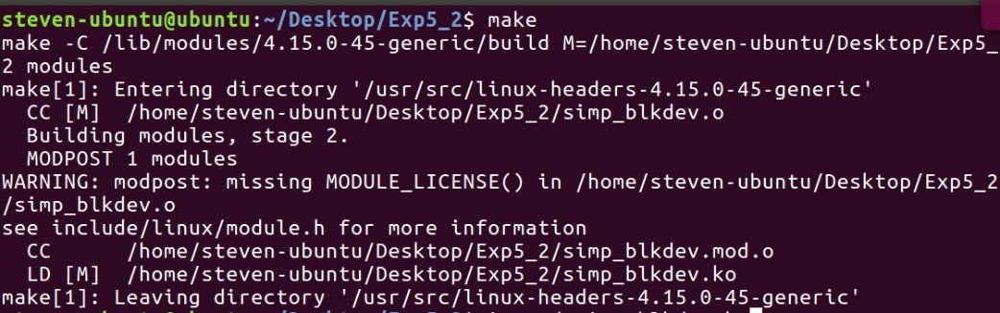 steven-ubuntu@ubuntu:~/Desktop/Exp5_2$ make
make -C /lib/modules/4.15.0-45-generic/build M=/home/steven-ubuntu/Desktop/Exp5_
2 modules
make[1]: Entering directory '/usr/src/linux-headers-4.15.0-45-generic'
  CC [M]  /home/steven-ubuntu/Desktop/Exp5_2/simp_blkdev.o
  Building modules, stage 2.
  MODPOST 1 modules
WARNING: modpost: missing MODULE_LICENSE() in /home/steven-ubuntu/Desktop/Exp5_2
/simp_blkdev.o
see include/linux/module.h for more information
  CC      /home/steven-ubuntu/Desktop/Exp5_2/simp_blkdev.mod.o
  LD [M]  /home/steven-ubuntu/Desktop/Exp5_2/simp_blkdev.ko
make[1]: Leaving directory '/usr/src/linux-headers-4.15.0-45-generic'